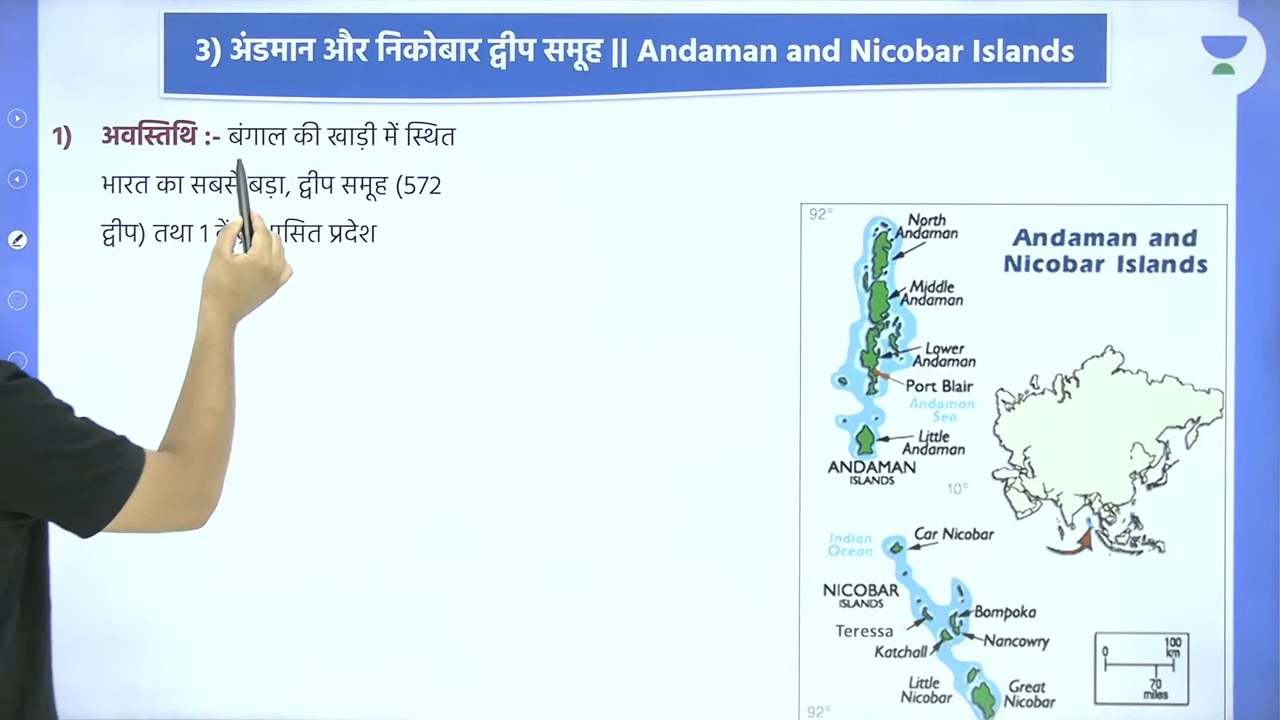 3) अंडमान और निकोबार द्वीप समूह || Andaman and Nicobar Islands
1) अवस्तिथि :- बंगाल की खाड़ी में स्थित
भारत का सबसे बड़ा, द्वीप समूह (572
द्वीप) तथा 1 प्रदेश
92°
Andaman and
Nicobar Islands
North
Andaman
Middle
Andaman
Lower
Andaman
Port Blair
Andaman
Sea
Little
Andaman
ANDAMAN
ISLANDS
10°
Indian
Ocean
Car Nicobar
NICOBAR
ISLANDS
Bompoka
Teressa
Nancowry
Katchall
Little
Nicobar
Great
Nicobar
0
100
km
70
miles
92°